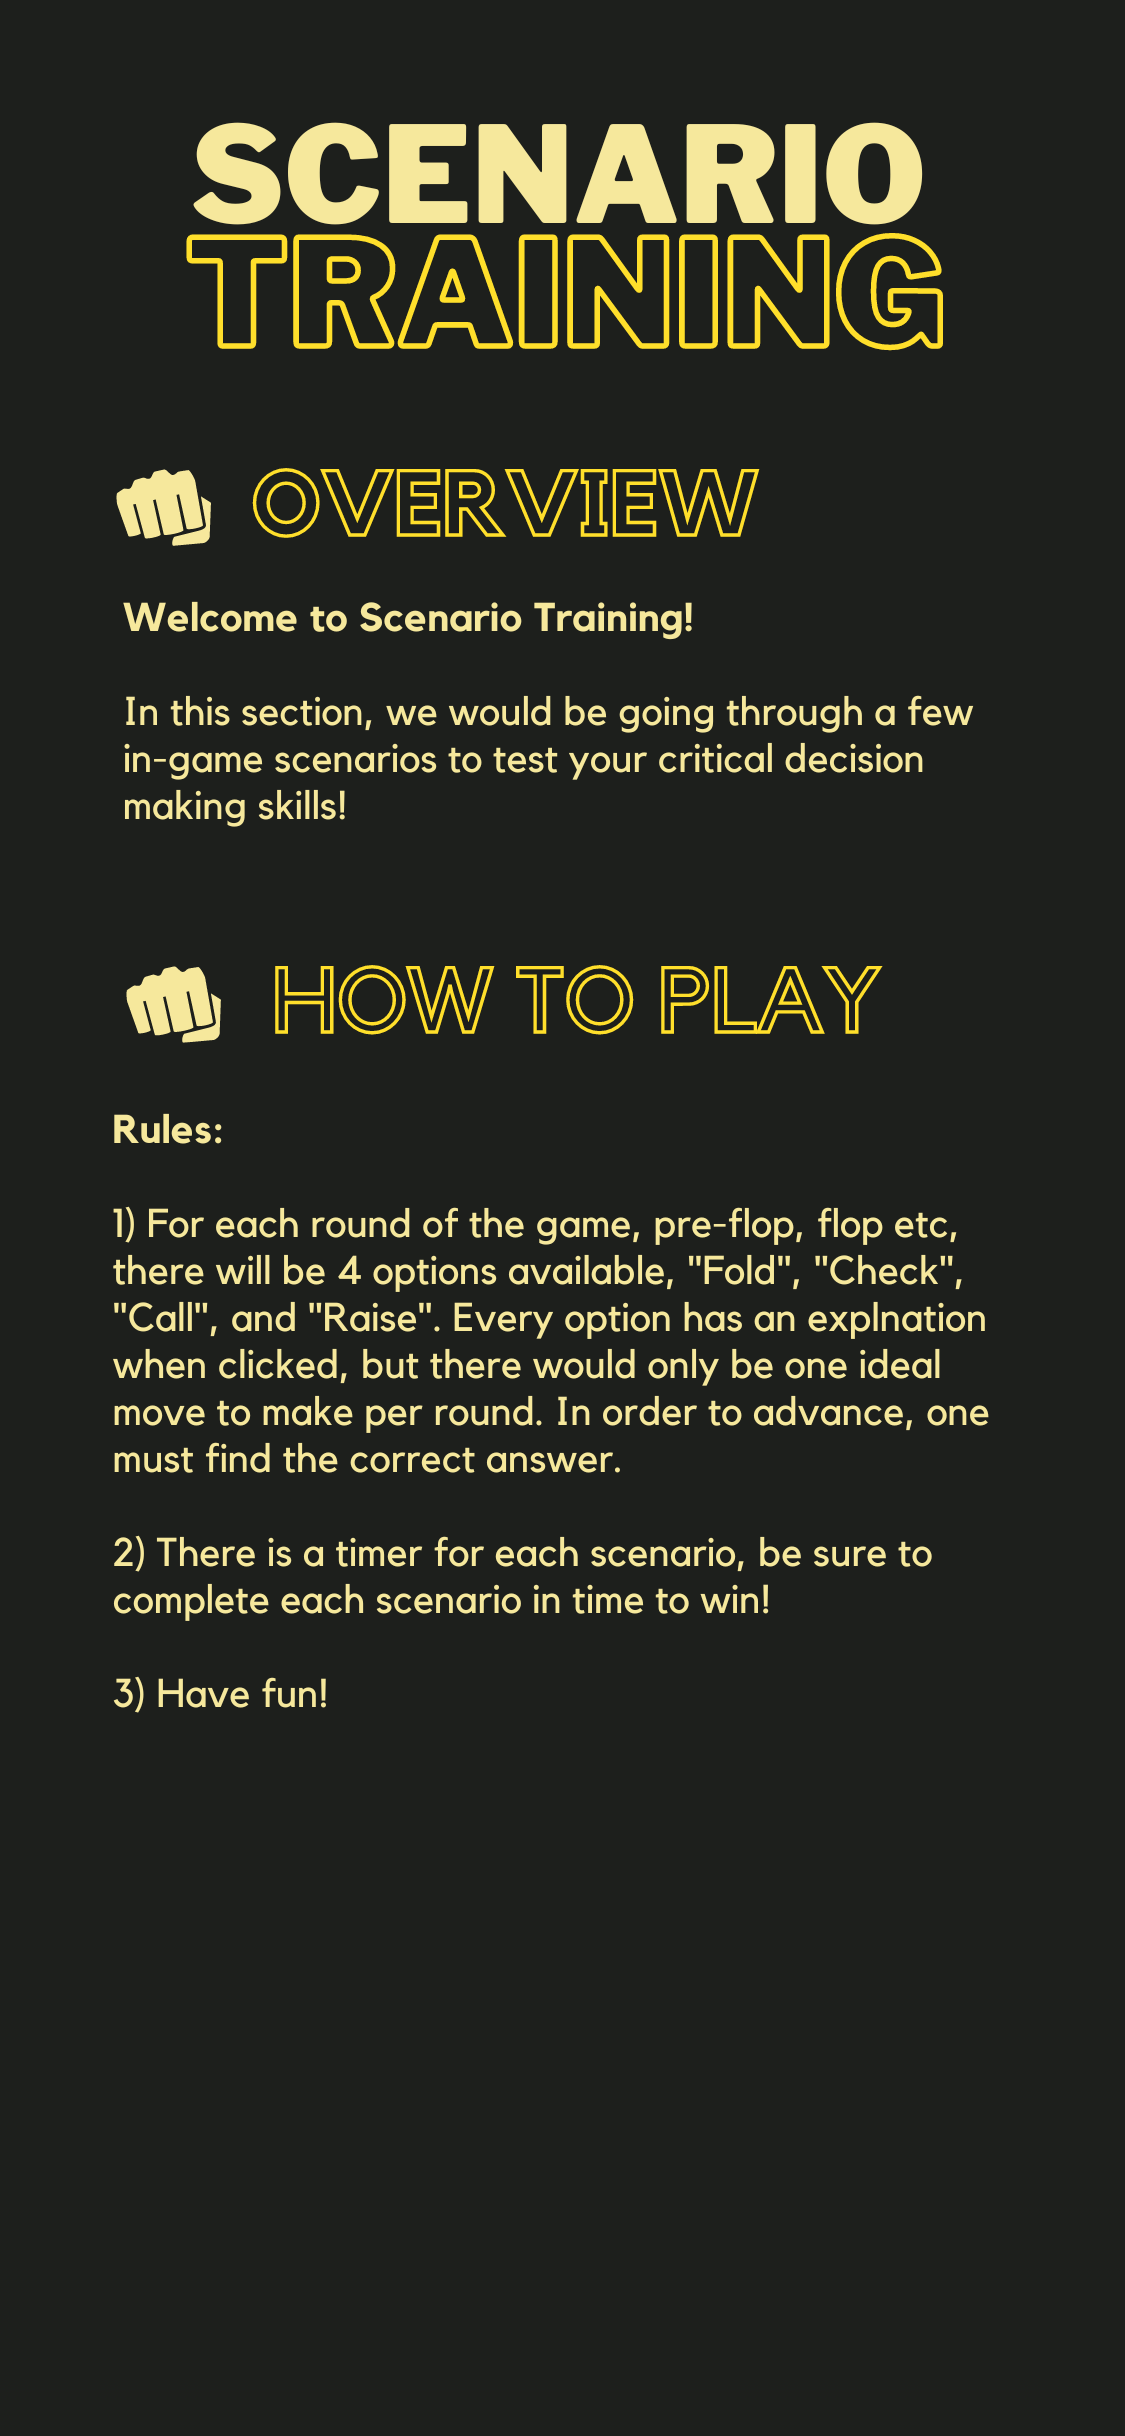 SCENARIO
TRAINING
OVERVIEW
Welcome to Scenario Training!
In this section, we would be going through a few
in-game scenarios to test your critical decision
making skills!
HOW TO PLAY
Rules:
1) For each round of the game, pre-flop, flop etc,
there will be 4 options available, "Fold", "Check",
"Call", and "Raise". Every option has an explnation
when clicked, but there would only be one ideal
move to make per round. In order to advance, one
must find the correct answer.
2) There is a timer for each scenario, be sure to
complete each scenario in time to win!
3) Have fun!